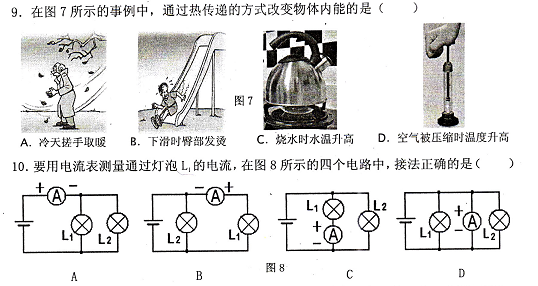 9. 在图7所示的事例中，通过热传递的方式改变物体内能的是（ ）
A. 冷天搓手取暖 B. 下滑时臀部发烫 C. 烧水时水温升高 D. 空气被压缩时温度升高
图7
10. 要用电流表测量通过灯泡L₁的电流，在图8所示的四个电路中，接法正确的是（ ）
+ A − L₁ L₂
A
− A + L₂ L₁
B
L₁ + A − L₂
C
L₁ + A − L₂
D
图8